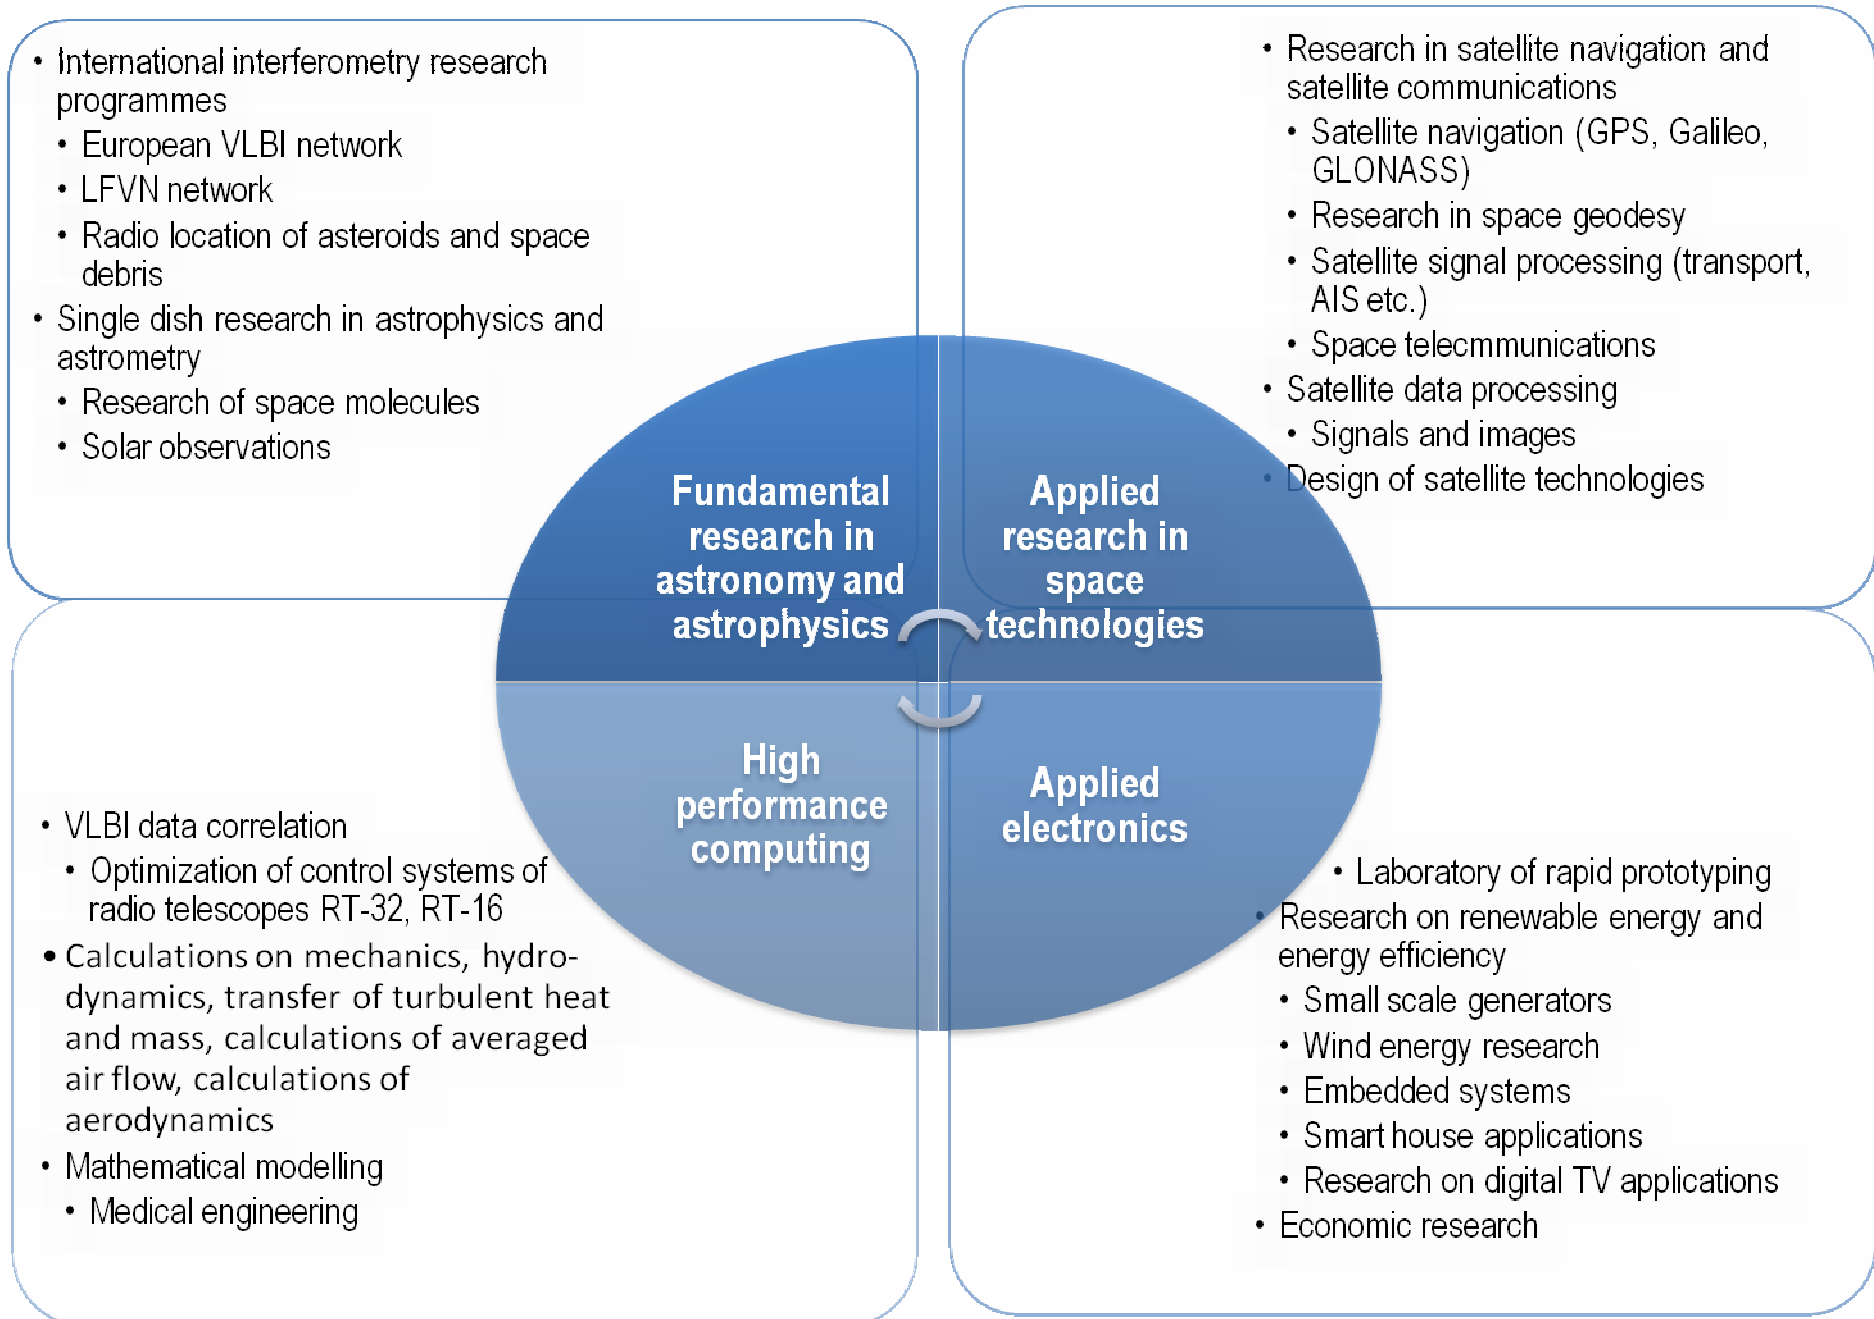 • International interferometry research
programmes
• European VLBI network
• LFVN network
• Radio location of asteroids and space
debris
• Single dish research in astrophysics and
astrometry
• Research of space molecules
• Solar observations
• Research in satellite navigation and
satellite communications
• Satellite navigation (GPS, Galileo,
GLONASS)
• Research in space geodesy
• Satellite signal processing (transport,
AIS etc.)
• Space telecmmunications
• Satellite data processing
• Signals and images
• Design of satellite technologies
Fundamental
research in
astronomy and
astrophysics
Applied
research in
space
technologies
High
performance
computing
Applied
electronics
• VLBI data correlation
• Optimization of control systems of
radio telescopes RT-32, RT-16
• Calculations on mechanics, hydro-
dynamics, transfer of turbulent heat
and mass, calculations of averaged
air flow, calculations of
aerodynamics
• Mathematical modelling
• Medical engineering
• Laboratory of rapid prototyping
• Research on renewable energy and
energy efficiency
• Small scale generators
• Wind energy research
• Embedded systems
• Smart house applications
• Research on digital TV applications
• Economic research